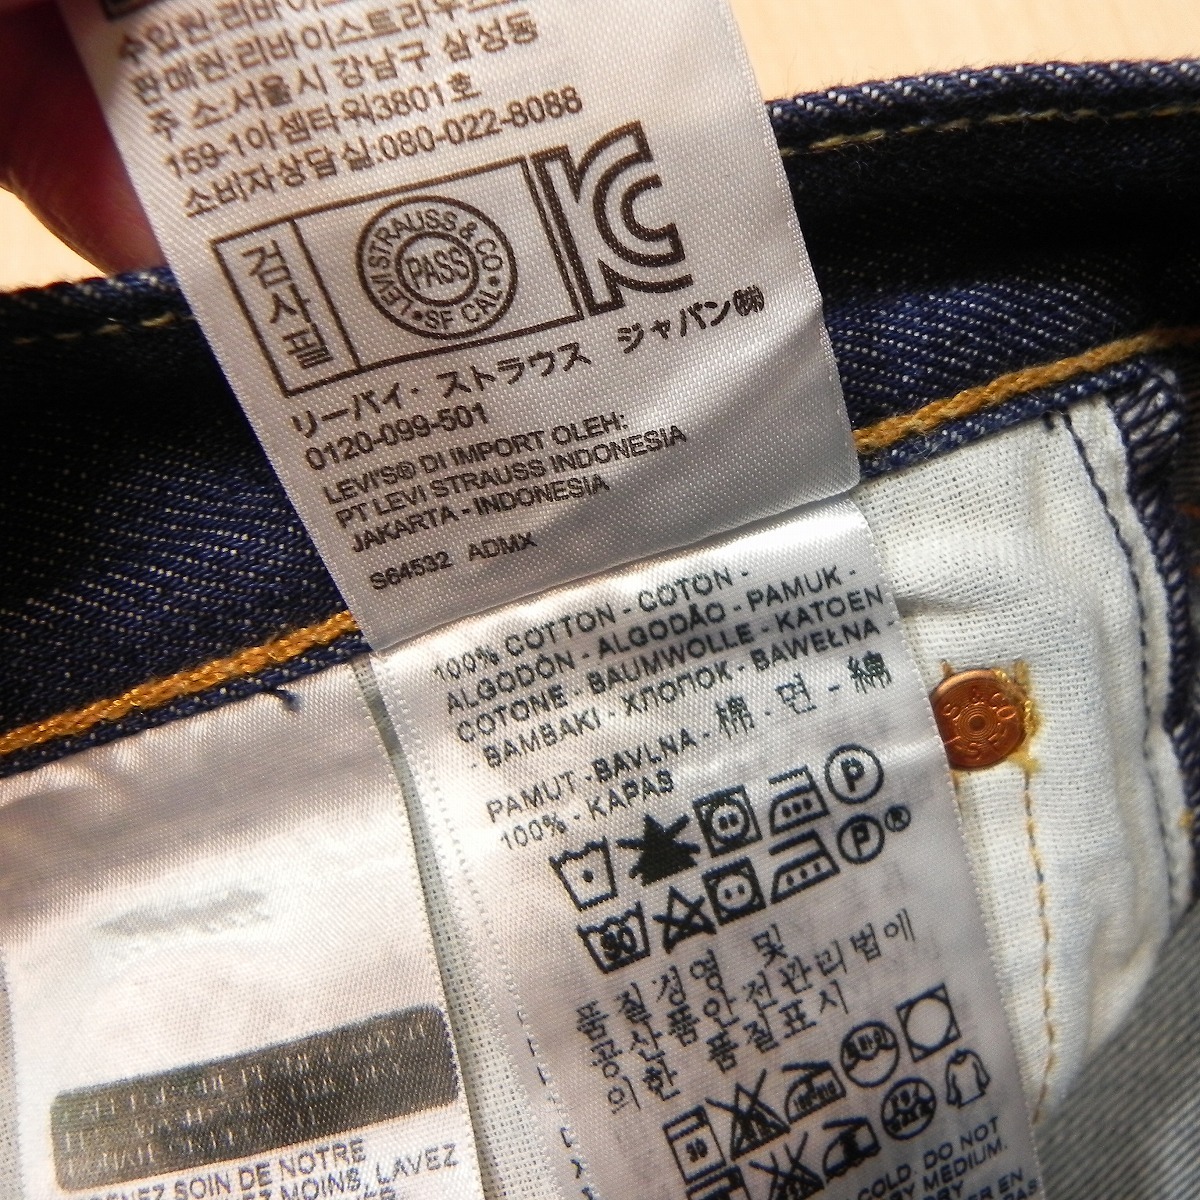 수입원:리바이스
판매원:리바이스트라우스
주 소:서울시 강남구 삼성동
159-1아셈타워3801호
소비자상담실:080-022-8088
검사필
LEVI STRAUSS & CO
PASS
SF CAL
リーバイ・ストラウス ジャパン㈱
0120-099-501
LEVI'S® DI IMPORT OLEH:
PT LEVI STRAUSS INDONESIA
JAKARTA - INDONESIA
S64532 ADMX
100% COTTON - COTON -
ALGODÓN - ALGODÃO - PAMUK -
COTONE - BAUMWOLLE - KATOEN
- BAMBAKI - ХЛОПОК - BAWEŁNA -
PAMUT - BAVLNA - 棉 - 면 - 綿
100% - KAPAS
P
P®
품질경영 및
공산품안전관리법에
의한 품질표시
COLD. DO NOT
MEDIUM.
SOIN DE NOTRE
MOINS, LAVEZ